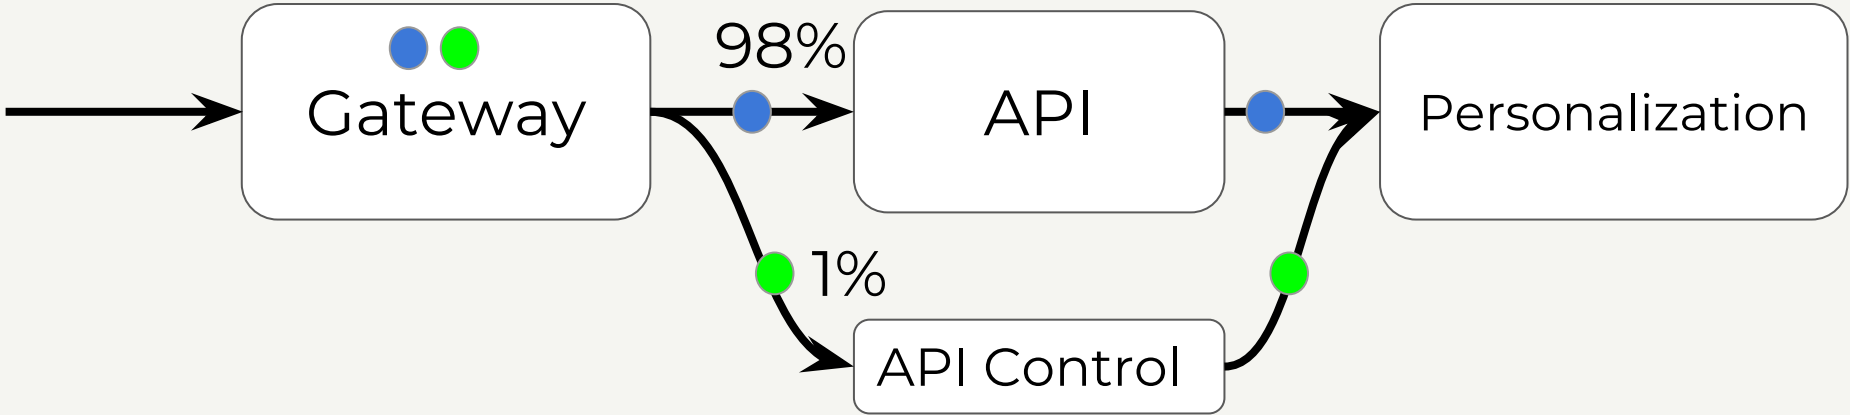 Gateway
98%
API
Personalization
1%
API Control